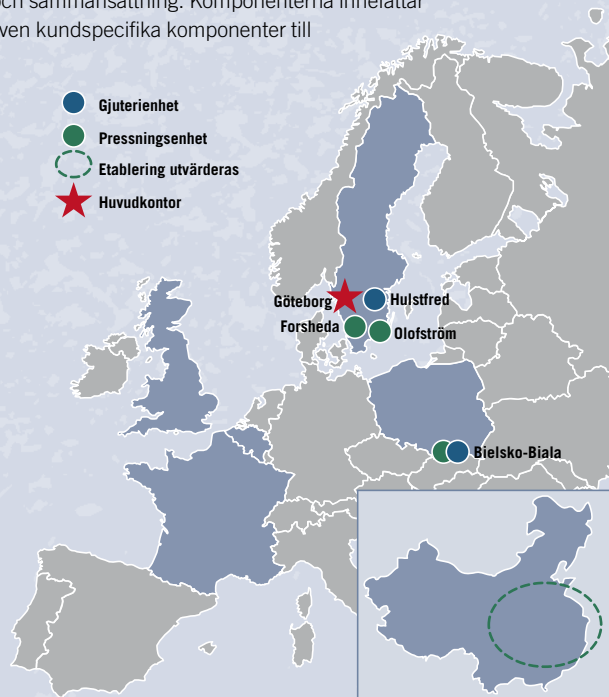 och sammansättning. Komponenterna innefattar
ven kundspecifika komponenter till
Gjuterienhet
Pressningsenhet
Etablering utvärderas
Huvudkontor
Göteborg
Hulstfred
Forsheda
Olofström
Bielsko-Biala